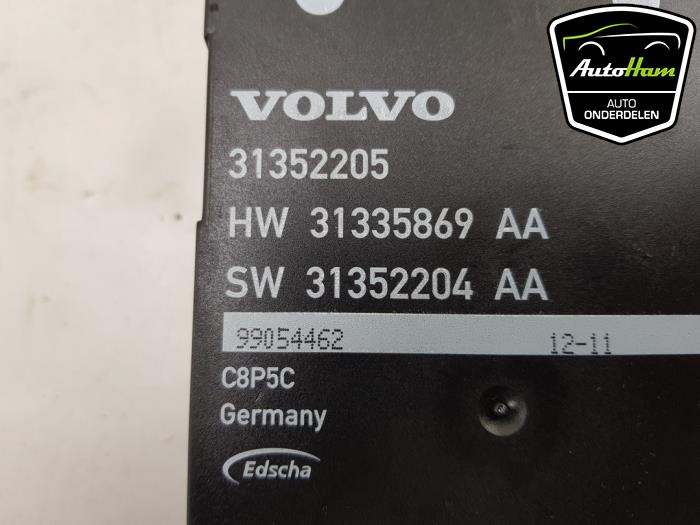 AutoHam
AUTO
ONDERDELEN
VOLVO
31352205
HW 31335869 AA
SW 31352204 AA
99054462 12-11
C8P5C
Germany
Edscha